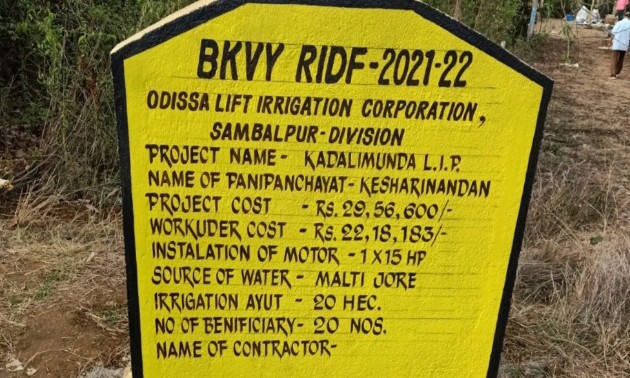 BKVY RIDF-2021-22
ODISSA LIFT IRRIGATION CORPORATION,
SAMBALPUR-DIVISION
PROJECT NAME- KADALIMUNDA L.I.P.
NAME OF PANIPANCHAYAT- KESHARINANDAN
PROJECT COST - RS. 29,56,600/-
WORKUDER COST - RS. 22,18,183/-
INSTALATION OF MOTOR - 1X15 HP
SOURCE OF WATER - MALTI JORE
IRRIGATION AYUT - 20 HEC.
NO OF BENIFICIARY- 20 NOS.
NAME OF CONTRACTOR-